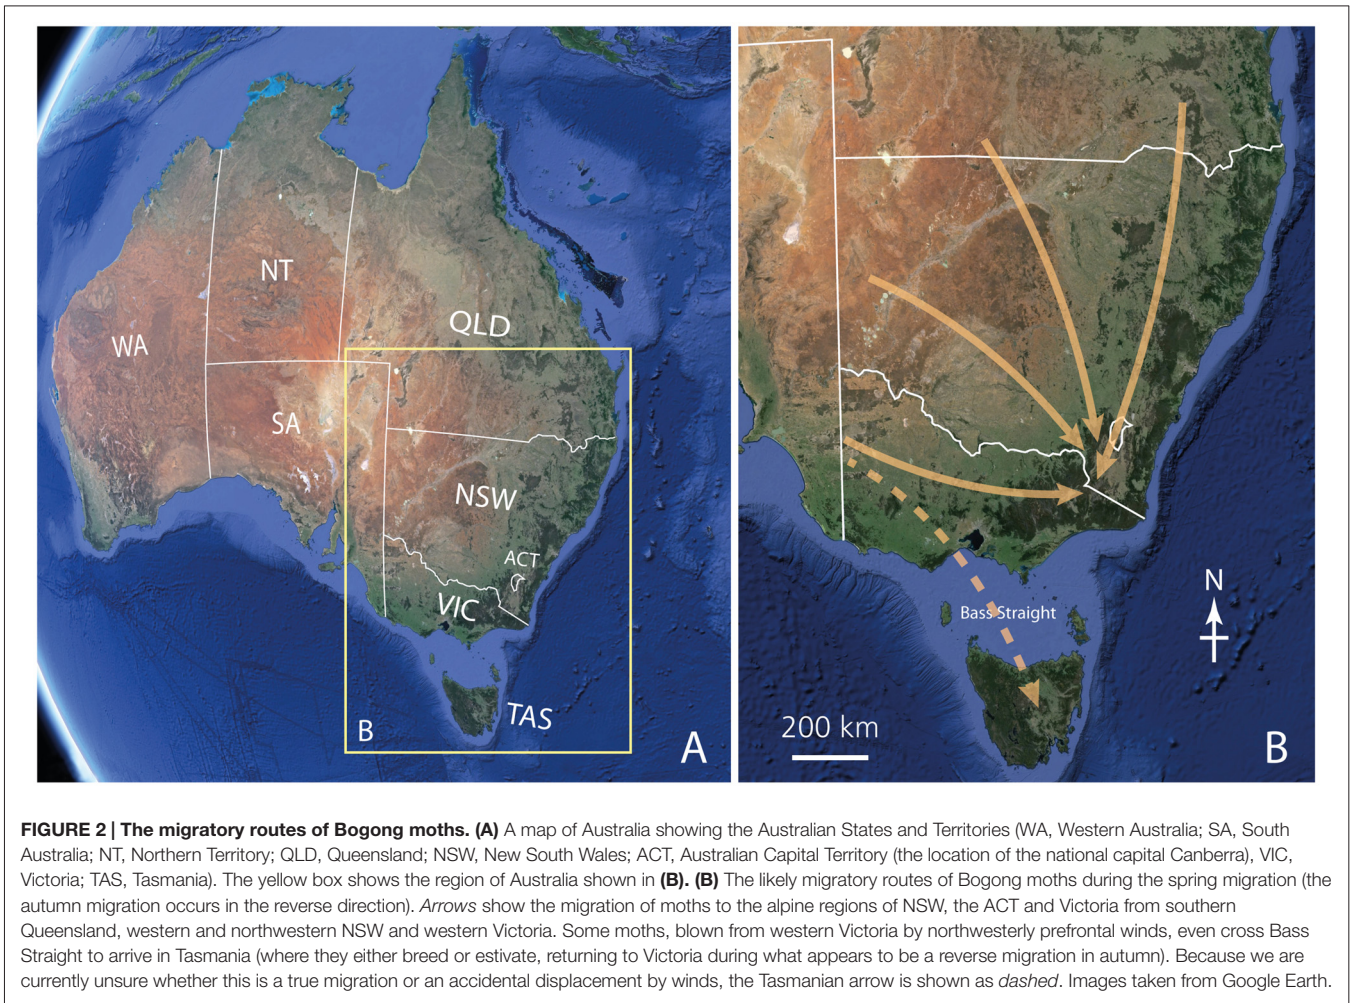 NT
QLD
WA
SA
NSW
ACT
VIC
TAS
B
A
Bass Straight
N
200 km
B
FIGURE 2 | The migratory routes of Bogong moths. (A) A map of Australia showing the Australian States and Territories (WA, Western Australia; SA, South
Australia; NT, Northern Territory; QLD, Queensland; NSW, New South Wales; ACT, Australian Capital Territory (the location of the national capital Canberra), VIC,
Victoria; TAS, Tasmania). The yellow box shows the region of Australia shown in (B). (B) The likely migratory routes of Bogong moths during the spring migration (the
autumn migration occurs in the reverse direction). Arrows show the migration of moths to the alpine regions of NSW, the ACT and Victoria from southern
Queensland, western and northwestern NSW and western Victoria. Some moths, blown from western Victoria by northwesterly prefrontal winds, even cross Bass
Straight to arrive in Tasmania (where they either breed or estivate, returning to Victoria during what appears to be a reverse migration in autumn). Because we are
currently unsure whether this is a true migration or an accidental displacement by winds, the Tasmanian arrow is shown as dashed. Images taken from Google Earth.